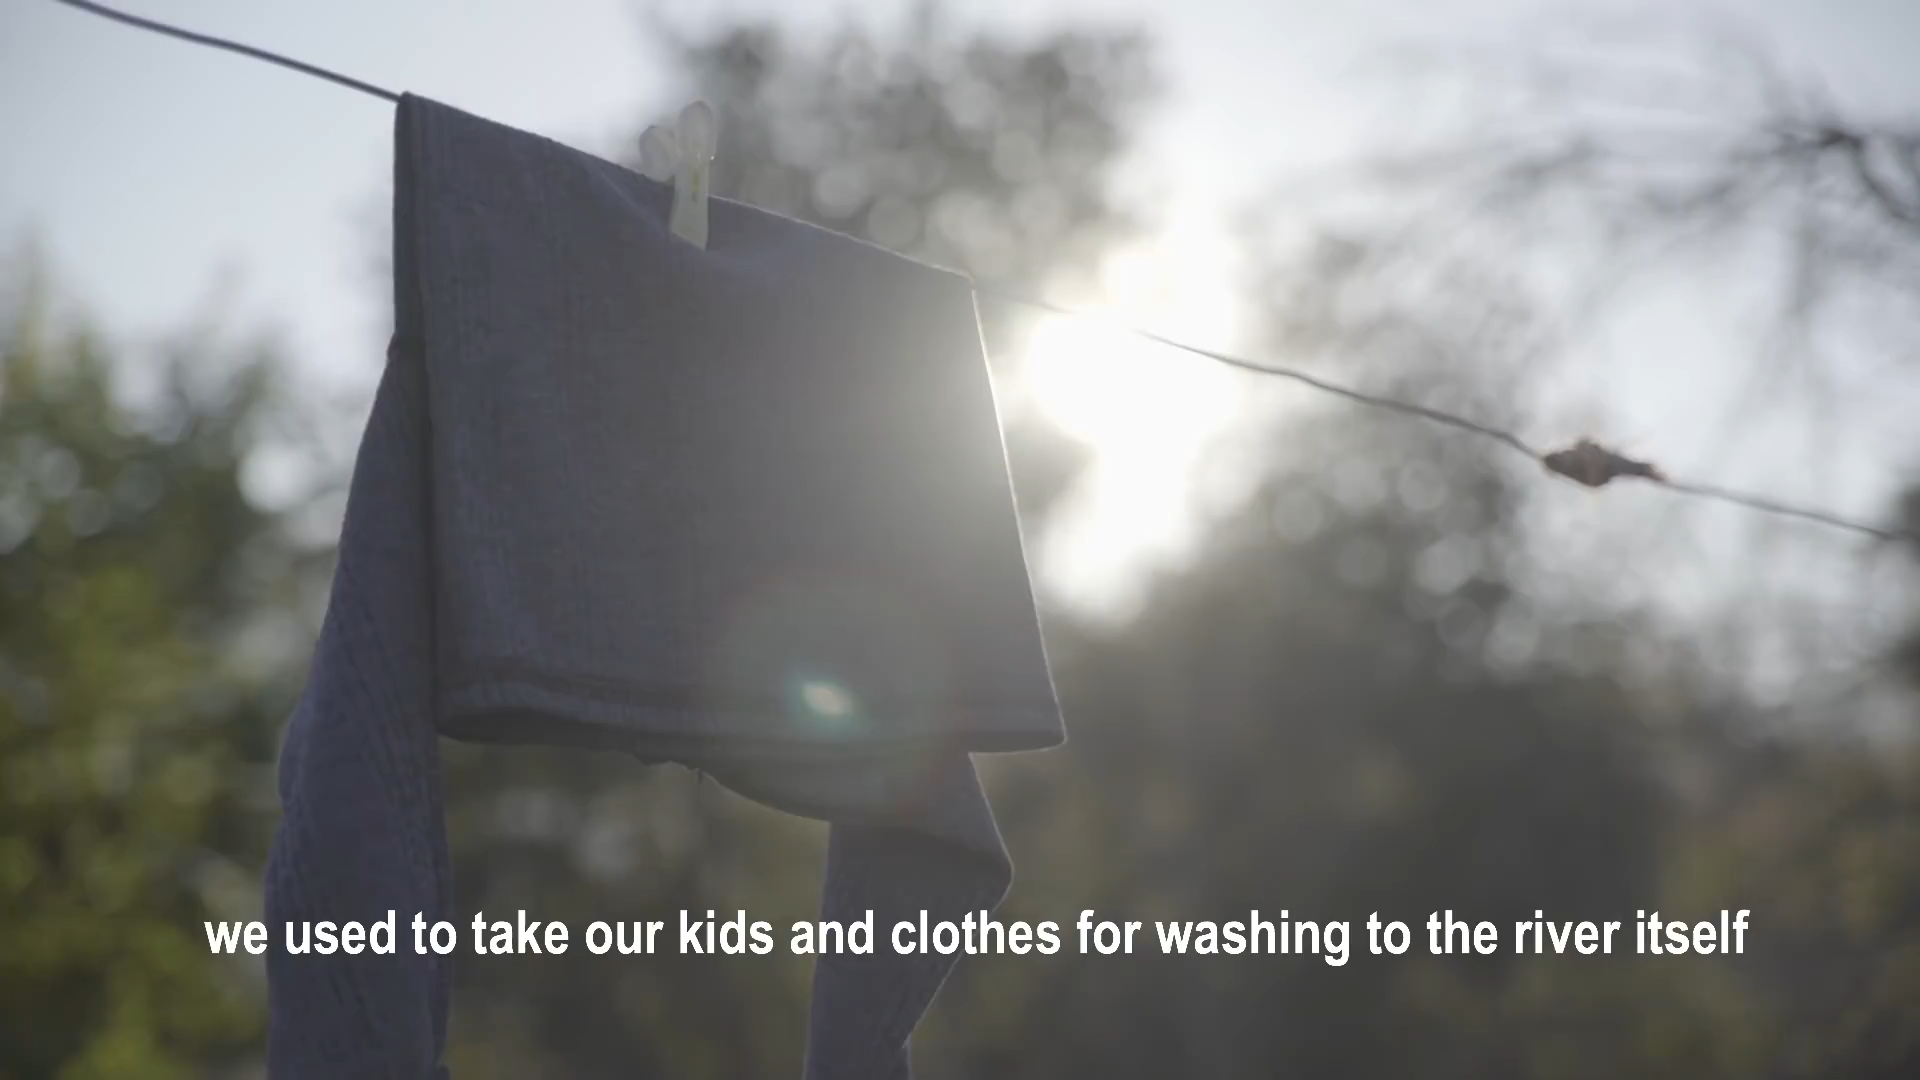 we used to take our kids and clothes for washing to the river itself